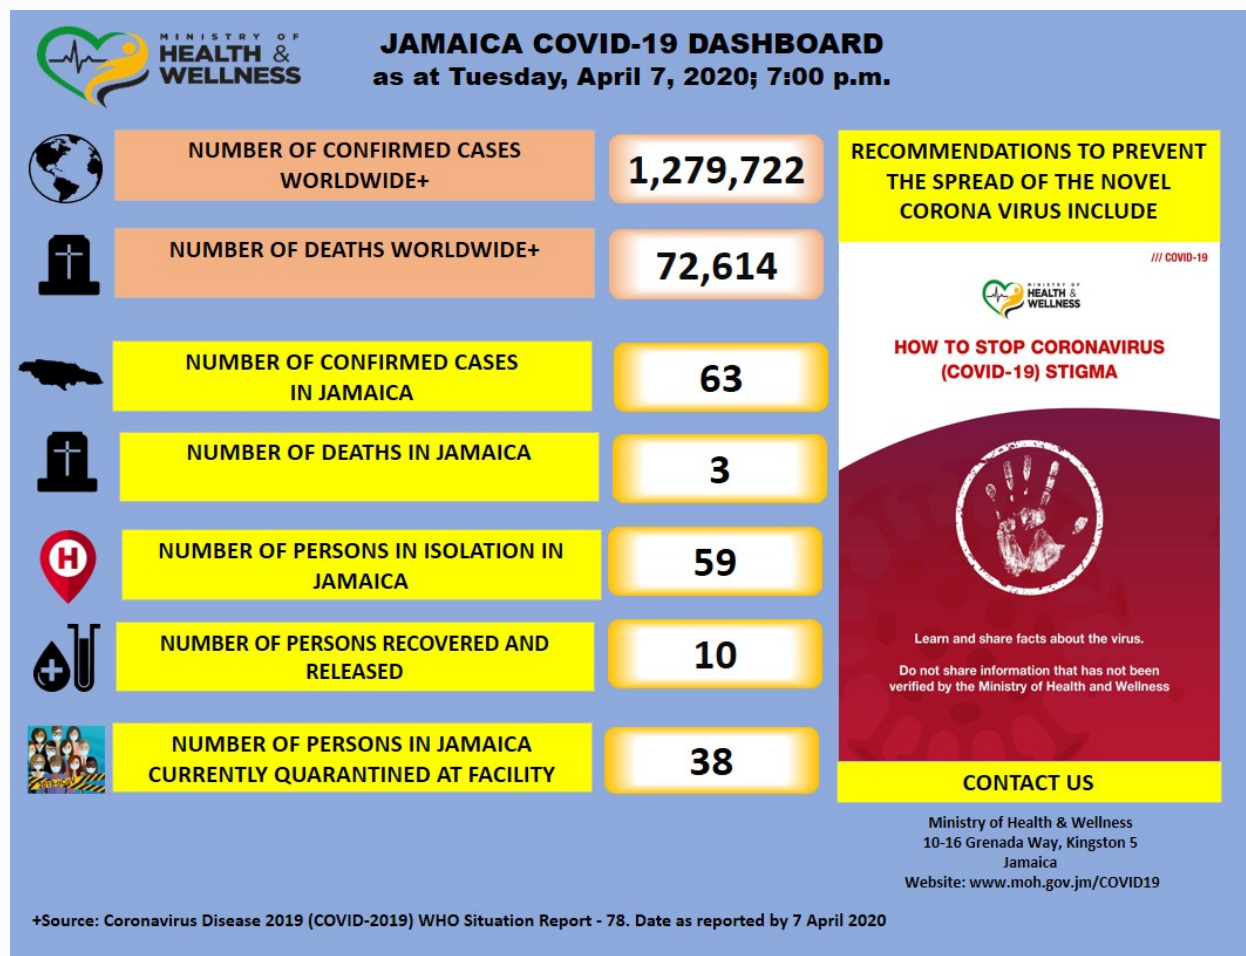 MINISTRY OF
HEALTH &
WELLNESS
JAMAICA COVID-19 DASHBOARD
as at Tuesday, April 7, 2020; 7:00 p.m.
NUMBER OF CONFIRMED CASES
WORLDWIDE+
1,279,722
NUMBER OF DEATHS WORLDWIDE+
72,614
NUMBER OF CONFIRMED CASES
IN JAMAICA
63
NUMBER OF DEATHS IN JAMAICA
3
H
NUMBER OF PERSONS IN ISOLATION IN
JAMAICA
59
NUMBER OF PERSONS RECOVERED AND
RELEASED
10
NUMBER OF PERSONS IN JAMAICA
CURRENTLY QUARANTINED AT FACILITY
38
RECOMMENDATIONS TO PREVENT
THE SPREAD OF THE NOVEL
CORONA VIRUS INCLUDE
/// COVID-19
MINISTRY OF
HEALTH &
WELLNESS
HOW TO STOP CORONAVIRUS
(COVID-19) STIGMA
Learn and share facts about the virus.
Do not share information that has not been
verified by the Ministry of Health and Wellness
CONTACT US
Ministry of Health & Wellness
10-16 Grenada Way, Kingston 5
Jamaica
Website: www.moh.gov.jm/COVID19
+Source: Coronavirus Disease 2019 (COVID-2019) WHO Situation Report - 78. Date as reported by 7 April 2020